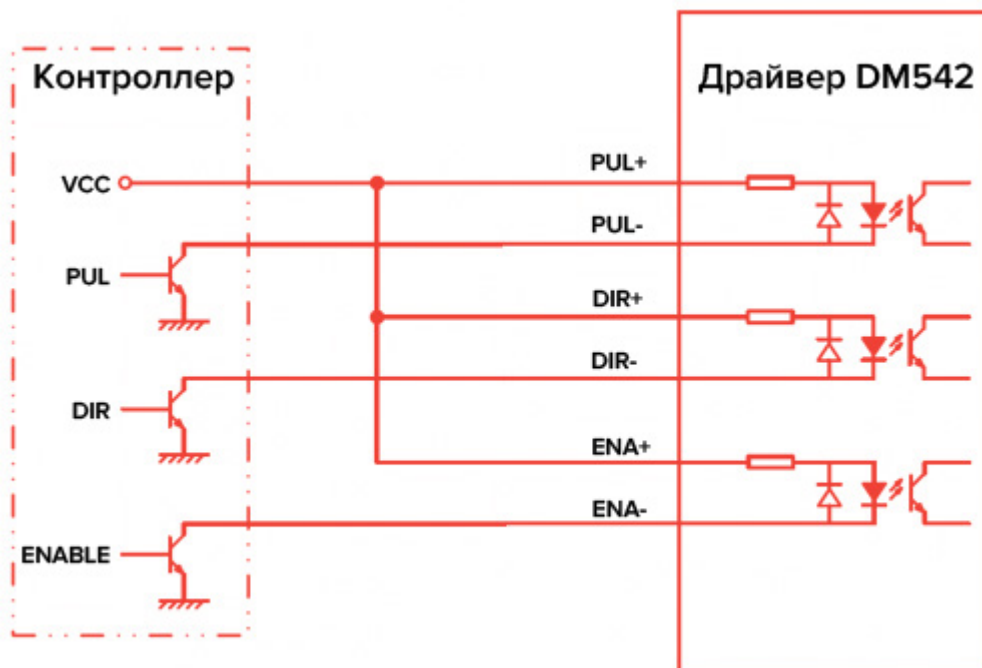 Контроллер
Драйвер DM542
VCC
PUL+
PUL-
PUL
DIR+
DIR-
DIR
ENA+
ENA-
ENABLE